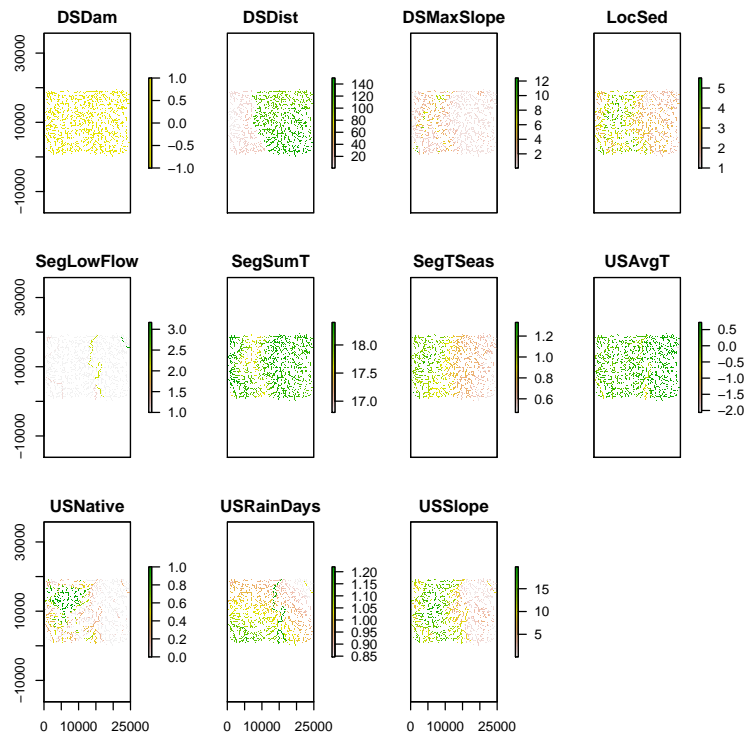 DSDam DSDist DSMaxSlope LocSed
30000 10000 −10000
1.0 0.5 0.0 −0.5 −1.0
140 120 100 80 60 40 20
12 10 8 6 4 2
5 4 3 2 1
SegLowFlow SegSumT SegTSeas USAvgT
30000 10000 −10000
3.0 2.5 2.0 1.5 1.0
18.0 17.5 17.0
1.2 1.0 0.8 0.6
0.5 0.0 −0.5 −1.0 −1.5 −2.0
USNative USRainDays USSlope
30000 10000 −10000
1.0 0.8 0.6 0.4 0.2 0.0
1.20 1.15 1.10 1.05 1.00 0.95 0.90 0.85
15 10 5
0 10000 25000 0 10000 25000 0 10000 25000